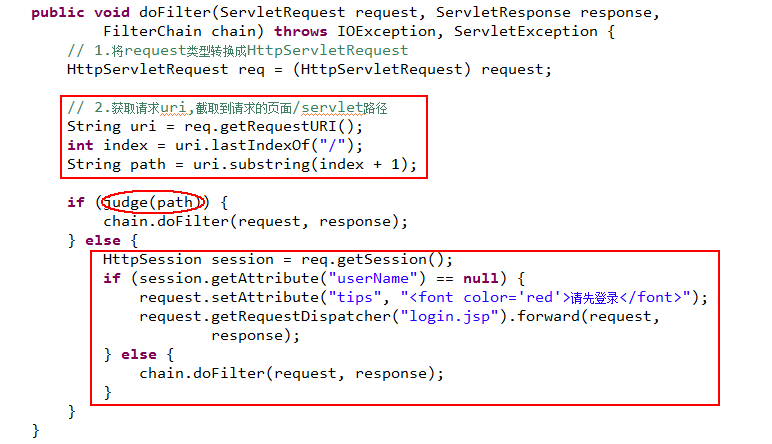 public void doFilter(ServletRequest request, ServletResponse response,
FilterChain chain) throws IOException, ServletException {
// 1.将request类型转换成HttpServletRequest
HttpServletRequest req = (HttpServletRequest) request;
// 2.获取请求uri,截取到请求的页面/servlet路径
String uri = req.getRequestURI();
int index = uri.lastIndexOf("/");
String path = uri.substring(index + 1);
if (judge(path)) {
chain.doFilter(request, response);
} else {
HttpSession session = req.getSession();
if (session.getAttribute("userName") == null) {
request.setAttribute("tips", "<font color='red'>请先登录</font>");
request.getRequestDispatcher("login.jsp").forward(request,
response);
} else {
chain.doFilter(request, response);
}
}
}